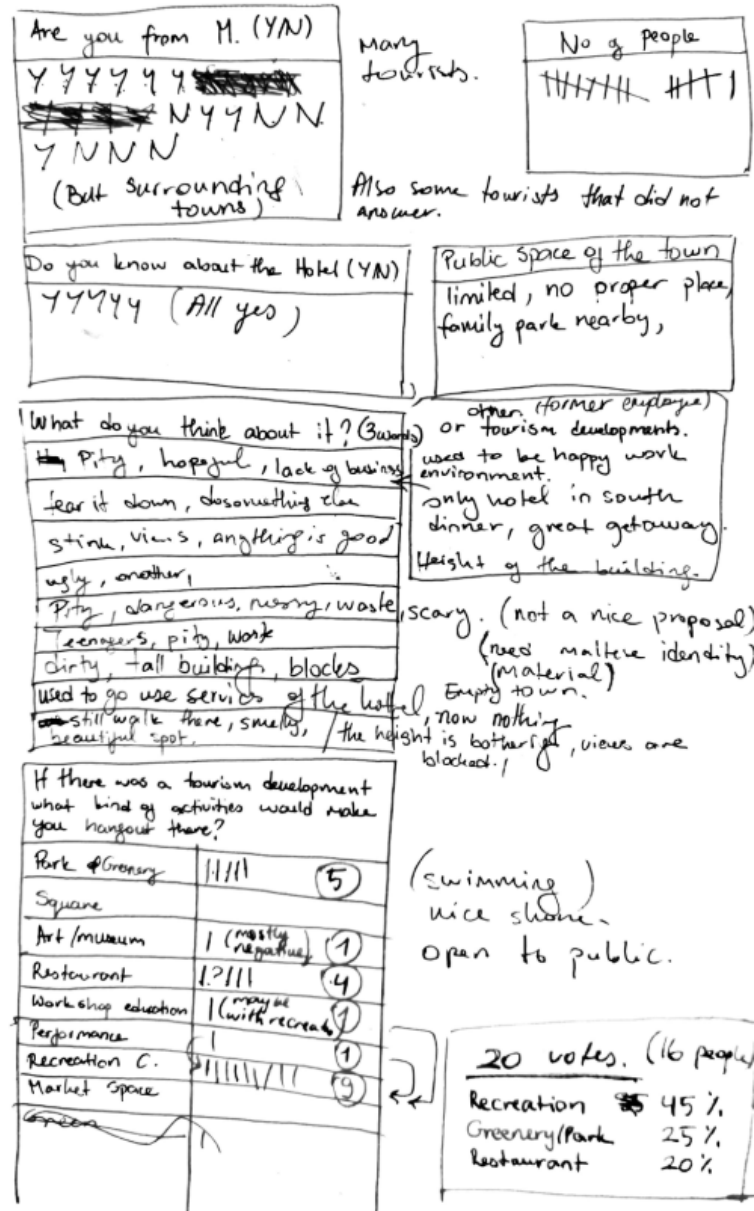 Are you from M. (Y/N)
Y Y Y Y Y Y
N Y Y N N
Y N N N
(But surrounding
towns)
Many
tourists.
No of people
Also some tourists that did not
answer.
Do you know about the Hotel (Y/N)
Y Y Y Y Y (All yes)
Public space of the town
limited, no proper place,
family park nearby,
What do you think about it? (3 words)
Pity, hopeful, lack of business
tear it down, do something else
stink, views, anything is good
ugly, another,
Pity, dangerous, messy, waste, scary. (not a nice proposal)
Teenagers, pity, waste
dirty, tall building, blocks
used to go use services of the hotel, now nothing
still walk there, smelly,
beautiful spot.
/ the height is bothering, views are
blocked.,
other. (former employee)
or tourism developments.
used to be happy work
environment.
only hotel in south
dinner, great getaway.
Height of the building.
(need maltese identity)
(material)
Empty town.
If there was a tourism development
what kind of activities would make
you hangout there?
Park & Greenery 5
Square
Art/museum (mostly negative) 1
Restaurant 4
Workshop education (maybe with recreation) 1
Performance 1
Recreation C. 9
Market Space
(swimming)
nice shore.
open to public.
20 votes. (16 people)
Recreation 45%
Greenery/Park 25%
Restaurant 20%